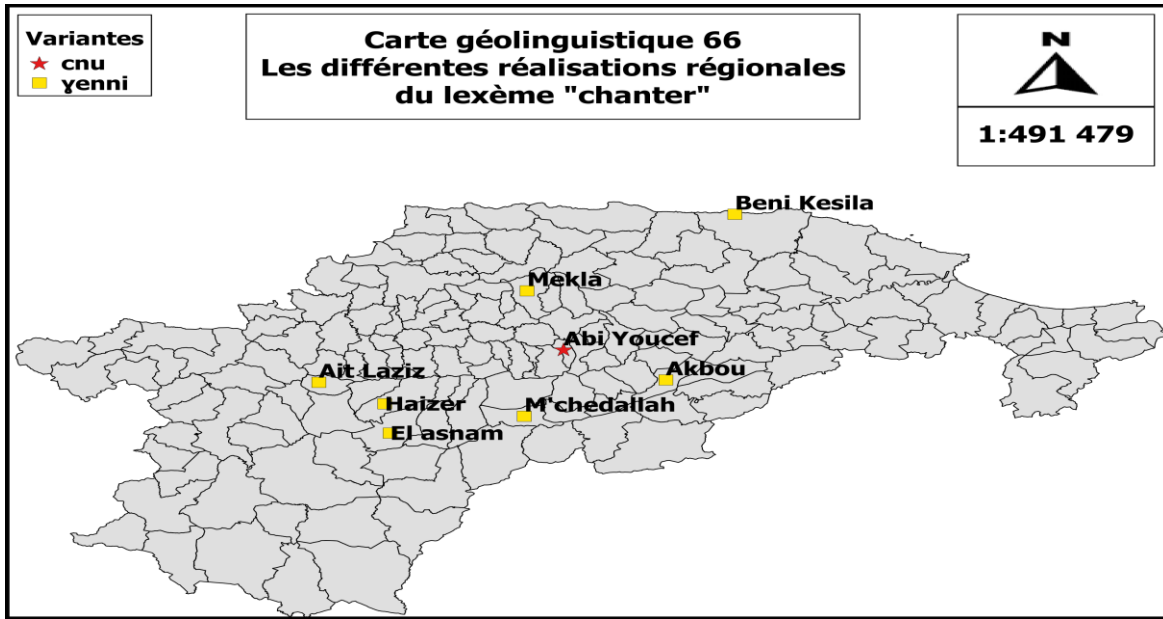 Variantes
cnu
ɣenni
Carte géolinguistique 66
Les différentes réalisations régionales
du lexème "chanter"
N
1:491 479
Beni Kesila
Mekla
Abi Youcef
Ait Laziz
Akbou
Haizer
M'chedallah
El asnam